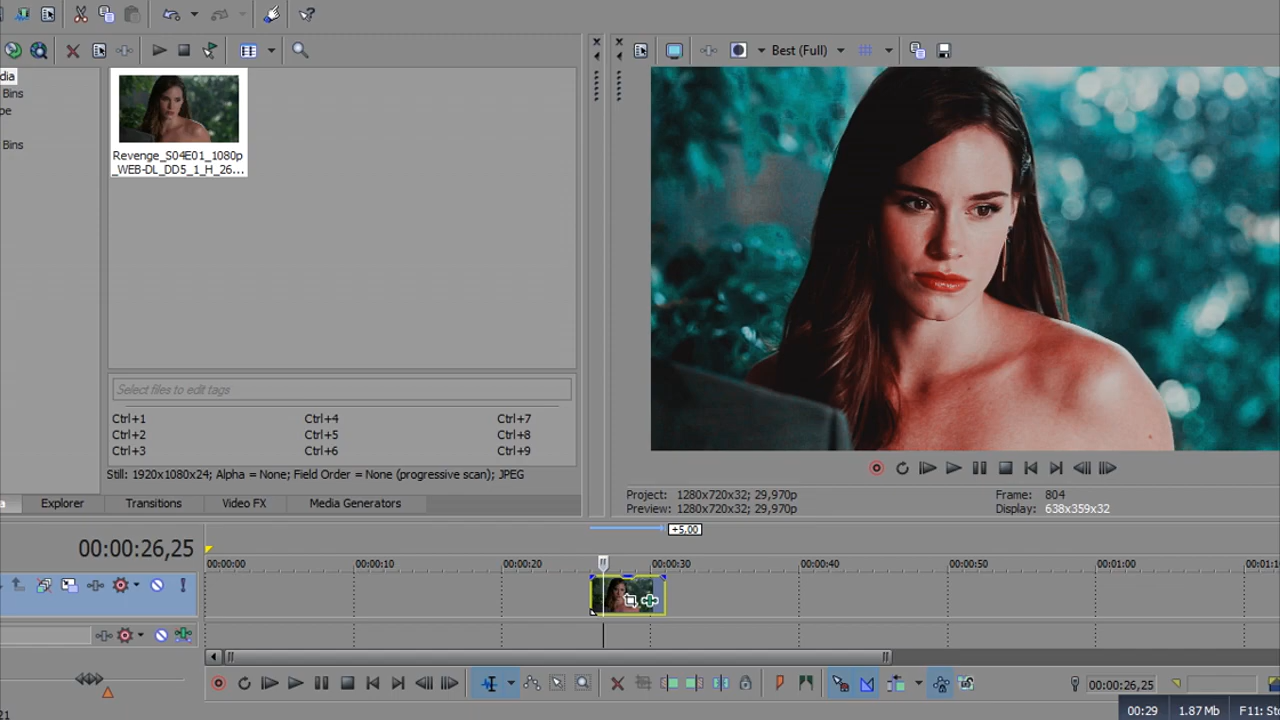 Best (Full)
dia
Bins
pe
Bins
Revenge_S04E01_1080p
_WEB-DL_DD5_1_H_26...
Select files to edit tags
Ctrl+1 Ctrl+4 Ctrl+7
Ctrl+2 Ctrl+5 Ctrl+8
Ctrl+3 Ctrl+6 Ctrl+9
Still: 1920x1080x24; Alpha = None; Field Order = None (progressive scan); JPEG
a Explorer Transitions Video FX Media Generators
Project: 1280x720x32; 29,970p Frame: 804
Preview: 1280x720x32; 29,970p Display: 638x359x32
+5,00
00:00:26,25
00:00:00 00:00:10 00:00:20 00:00:30 00:00:40 00:00:50 00:01:00 00:01:10
00:00:26,25
00:29 1.87 Mb F11: Sto
21